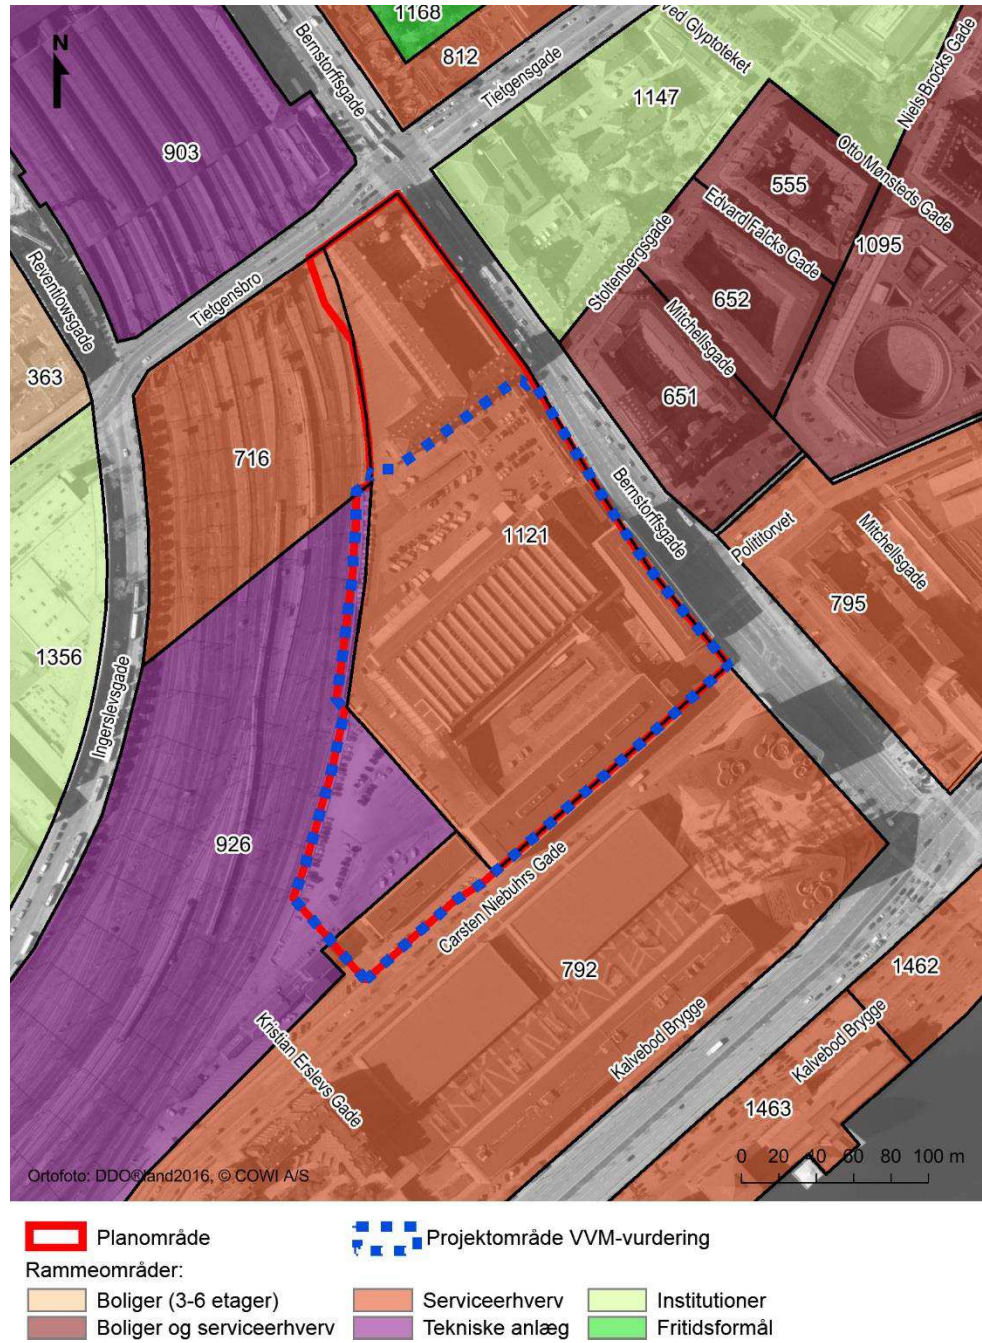 N
1168
812
Bernstorffsgade
Tietgensgade
ved Glyptoteket
Niels Brocks Gade
1147
903
555
Otto Mønsteds Gade
Edvard Falcks Gade
1095
Stoltenbergsgade
Reventlowsgade
Tietgensbro
652
Mitchellsgade
363
651
716
Bernstorffsgade
1121
Polititorvet
Mitchellsgade
795
1356
Ingerslevsgade
926
Carsten Niebuhrs Gade
792
1462
Kalvebod Brygge
Kalvebod Brygge
Kristian Erslevs Gade
1463
0 20 40 60 80 100 m
Ortofoto: DDO®land2016, © COWI A/S
Planområde
Projektområde VVM-vurdering
Rammeområder:
Boliger (3-6 etager)
Serviceerhverv
Institutioner
Boliger og serviceerhverv
Tekniske anlæg
Fritidsformål